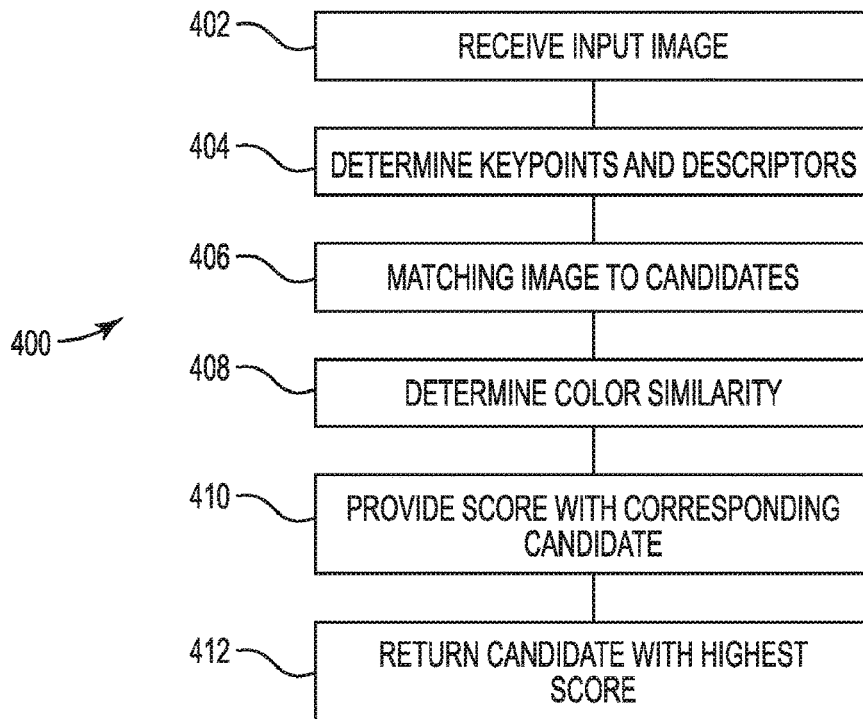 402
RECEIVE INPUT IMAGE
404
DETERMINE KEYPOINTS AND DESCRIPTORS
406
MATCHING IMAGE TO CANDIDATES
400
408
DETERMINE COLOR SIMILARITY
410
PROVIDE SCORE WITH CORRESPONDING
CANDIDATE
412
RETURN CANDIDATE WITH HIGHEST
SCORE